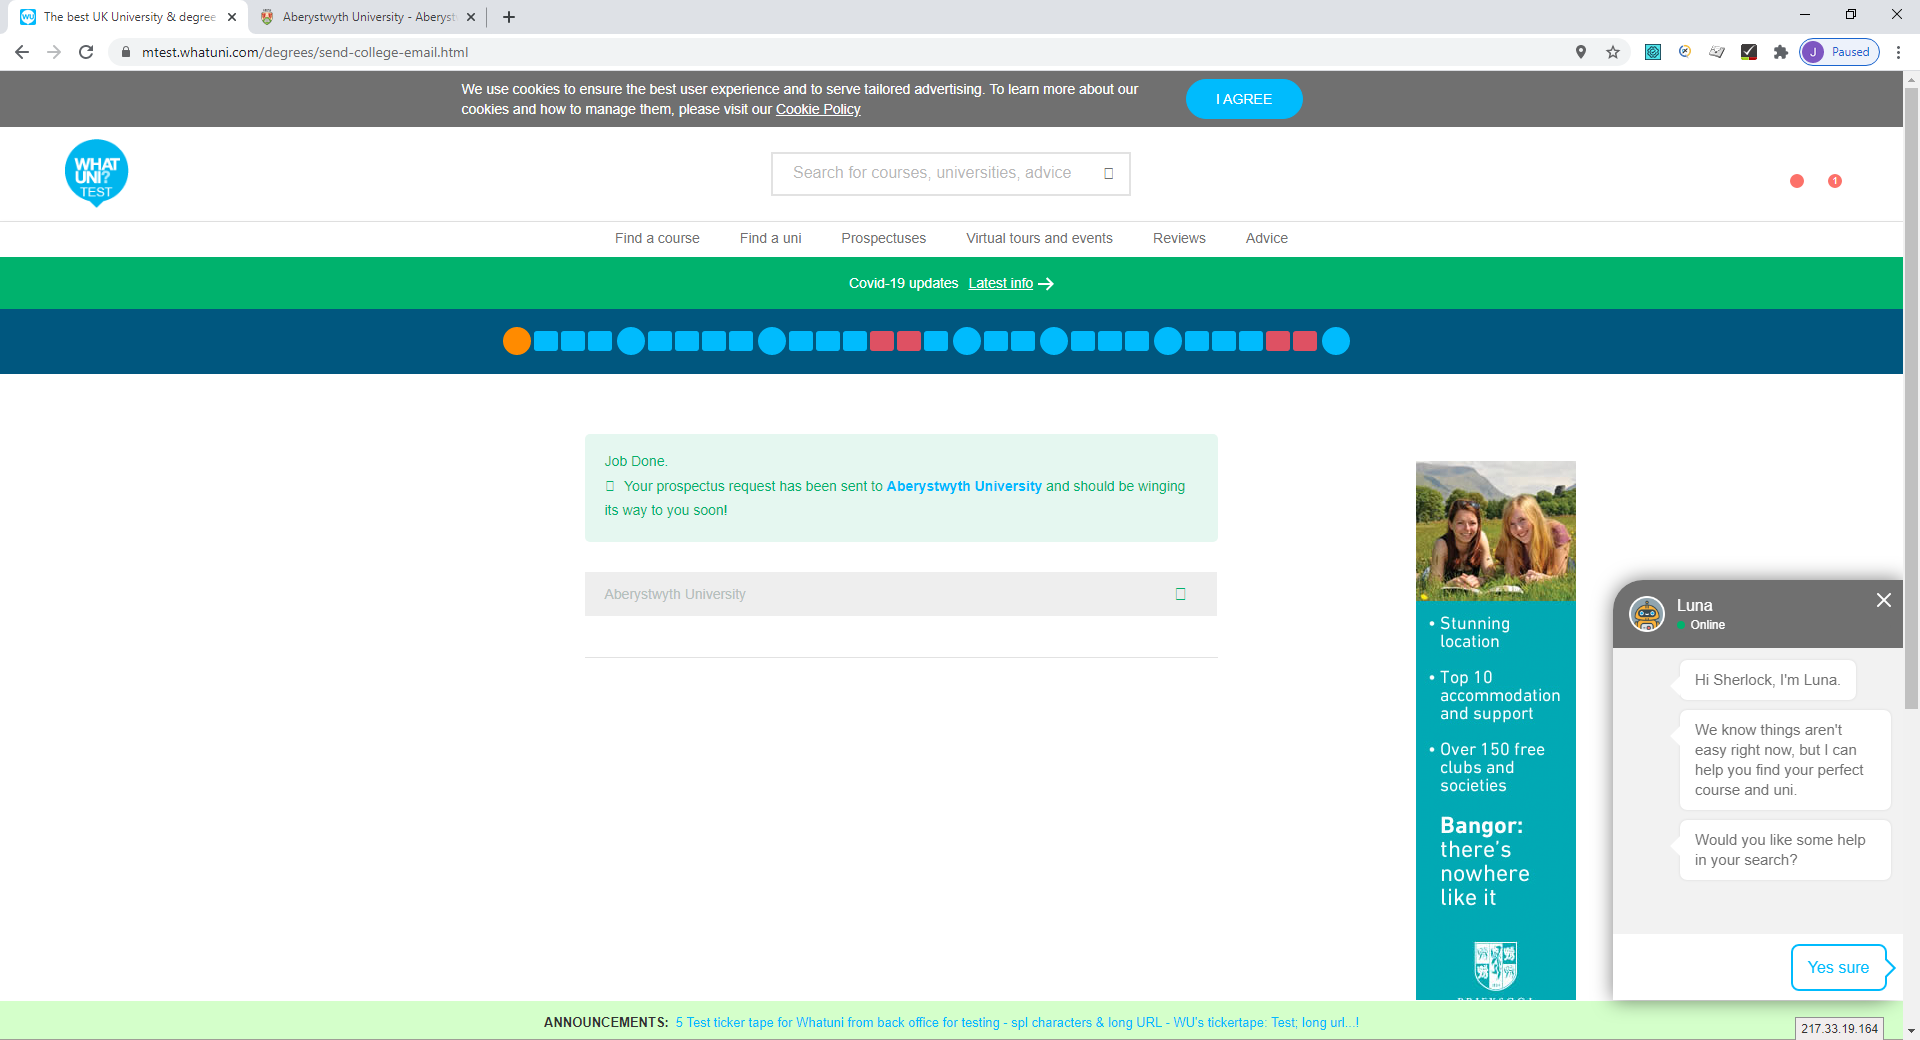 The best UK University & degree
Aberystwyth University - Aberyst
mtest.whatuni.com/degrees/send-college-email.html
J Paused
We use cookies to ensure the best user experience and to serve tailored advertising. To learn more about our
cookies and how to manage them, please visit our Cookie Policy
I AGREE
WHAT
UNI?
TEST
Search for courses, universities, advice
1
Find a course Find a uni Prospectuses Virtual tours and events Reviews Advice
Covid-19 updates Latest info
Job Done.
Your prospectus request has been sent to Aberystwyth University and should be winging
its way to you soon!
Aberystwyth University
• Stunning
location
• Top 10
accommodation
and support
• Over 150 free
clubs and
societies
Bangor:
there's
nowhere
like it
Luna
Online
Hi Sherlock, I'm Luna.
We know things aren't
easy right now, but I can
help you find your perfect
course and uni.
Would you like some help
in your search?
Yes sure
ANNOUNCEMENTS: 5 Test ticker tape for Whatuni from back office for testing - spl characters & long URL - WU's tickertape: Test; long url...!
217.33.19.164